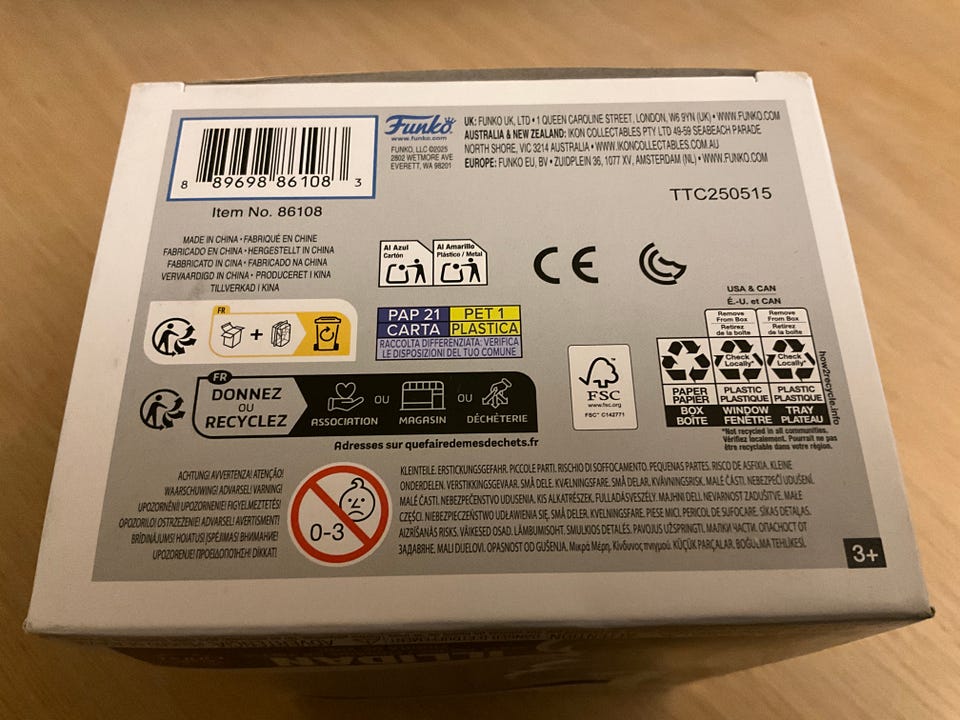 8 89698 86108 3
Item No. 86108
Funko
www.funko.com
FUNKO, LLC ©2025
2802 WETMORE AVE
EVERETT, WA 98201
UK: FUNKO UK, LTD • 1 QUEEN CAROLINE STREET, LONDON, W6 9YN (UK) • WWW.FUNKO.COM
AUSTRALIA & NEW ZEALAND: IKON COLLECTABLES PTY LTD 49-59 SEABEACH PARADE
NORTH SHORE, VIC 3214 AUSTRALIA • WWW.IKONCOLLECTABLES.COM.AU
EUROPE: FUNKO EU, BV • ZUIDPLEIN 36, 1077 XV, AMSTERDAM (NL) • WWW.FUNKO.COM
TTC250515
MADE IN CHINA • FABRIQUÉ EN CHINE
FABRICADO EN CHINA • HERGESTELLT IN CHINA
FABBRICATO IN CINA • FABRICADO NA CHINA
VERVAARDIGD IN CHINA • PRODUCERET I KINA
TILLVERKAD I KINA
Al Azul
Cartón
Al Amarillo
Plástico / Metal
CE
FR
+
PAP 21
CARTA
PET 1
PLASTICA
RACCOLTA DIFFERENZIATA: VERIFICA
LE DISPOSIZIONI DEL TUO COMUNE
FR
DONNEZ
OU
RECYCLEZ
ASSOCIATION
OU
MAGASIN
OU
DÉCHÈTERIE
Adresses sur quefairedemesdechets.fr
FSC
www.fsc.org
FSC® C142771
USA & CAN
É.-U. et CAN
Remove
From Box
Retirez
de la boîte
Remove
From Box
Retirez
de la boîte
Check
Locally*
Check
Locally*
PAPER
PAPIER
BOX
BOÎTE
PLASTIC
PLASTIQUE
WINDOW
FENÊTRE
PLASTIC
PLASTIQUE
TRAY
PLATEAU
how2recycle.info
*Not recycled in all communities.
Vérifiez localement. Pourrait ne pas
être recyclable dans votre région.
ACHTUNG! AVVERTENZA! ATENÇÃO!
WAARSCHUWING! ADVARSEL! VARNING!
UPOZORNĚNÍ! UPOZORNENIE! FIGYELMEZTETÉS!
OPOZORILO! OSTRZEŻENIE! ADVARSEL! AVERTISMENT!
BRĪDINĀJUMS! HOIATUS! ĮSPĖJIMAS! ВНИМАНИЕ!
UPOZORENJE! ΠΡΟΕΙΔΟΠΟΙΗΣΗ! DİKKAT!
0-3
KLEINTEILE. ERSTICKUNGSGEFAHR. PICCOLE PARTI. RISCHIO DI SOFFOCAMENTO. PEQUENAS PARTES. RISCO DE ASFIXIA. KLEINE
ONDERDELEN. VERSTIKKINGSGEVAAR. SMÅ DELE. KVÆLNINGSFARE. SMÅ DELAR. KVÄVNINGSRISK. MALÉ ČÁSTI. NEBEZPEČÍ UDUŠENÍ.
MALÉ ČASTI. NEBEZPEČENSTVO UDUSENIA. KIS ALKATRÉSZEK. FULLADÁSVESZÉLY. MAJHNI DELI. NEVARNOST ZADUŠITVE. MAŁE
CZĘŚCI. NIEBEZPIECZEŃSTWO UDŁAWIENIA SIĘ. SMÅ DELER. KVELNINGSFARE. PIESE MICI. PERICOL DE SUFOCARE. SĪKAS DETAĻAS.
AIZRĪŠANĀS RISKS. VÄIKESED OSAD. LÄMBUMISOHT. SMULKIOS DETALĖS. PAVOJUS UŽSPRINGTI. МАЛКИ ЧАСТИ. ОПАСНОСТ ОТ
ЗАДАВЯНЕ. MALI DIJELOVI. OPASNOST OD GUŠENJA. Μικρά Μέρη. Κίνδυνος πνιγμού. KÜÇÜK PARÇALAR. BOĞULMA TEHLİKESİ.
3+